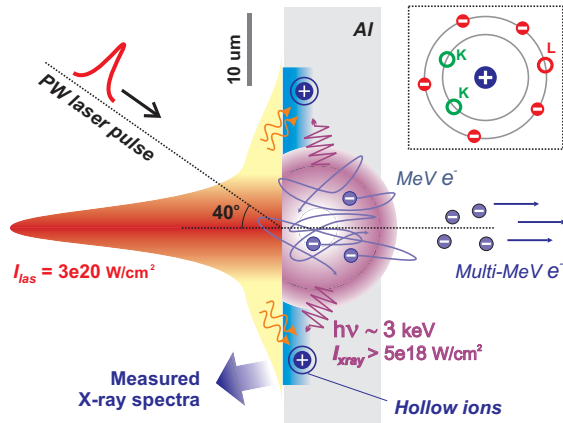 10 um
Al
PW laser pulse
40°
I_las = 3e20 W/cm²
MeV e⁻
Multi-MeV e⁻
hν ~ 3 keV
I_xray > 5e18 W/cm²
Measured
X-ray spectra
Hollow ions
K
K
L